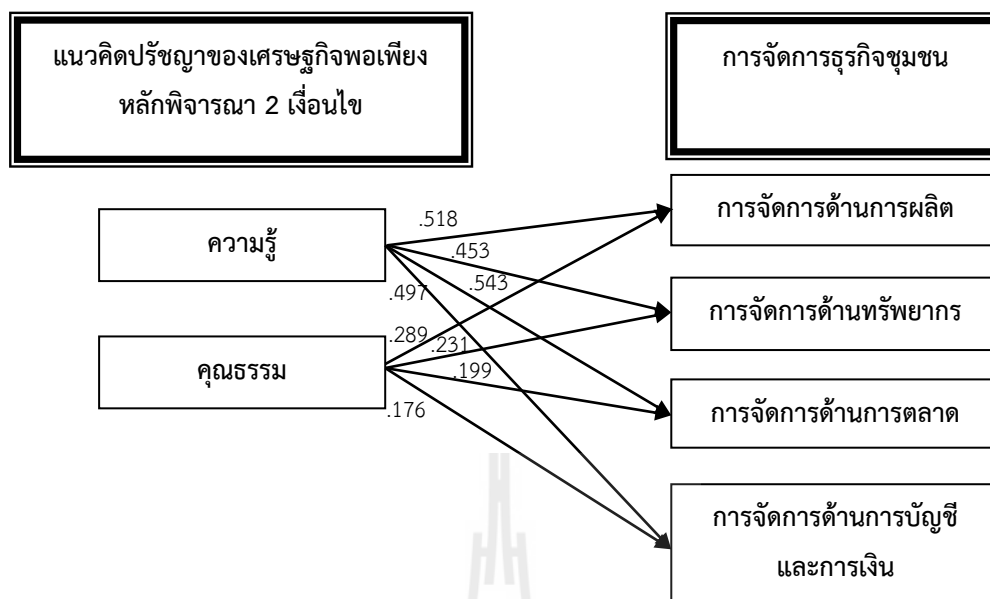 แนวคิดปรัชญาของเศรษฐกิจพอเพียง
หลักพิจารณา 2 เงื่อนไข
การจัดการธุรกิจชุมชน
ความรู้
คุณธรรม
.518
.453
.543
.497
.289
.231
.199
.176
การจัดการด้านการผลิต
การจัดการด้านทรัพยากร
การจัดการด้านการตลาด
การจัดการด้านการบัญชี
และการเงิน